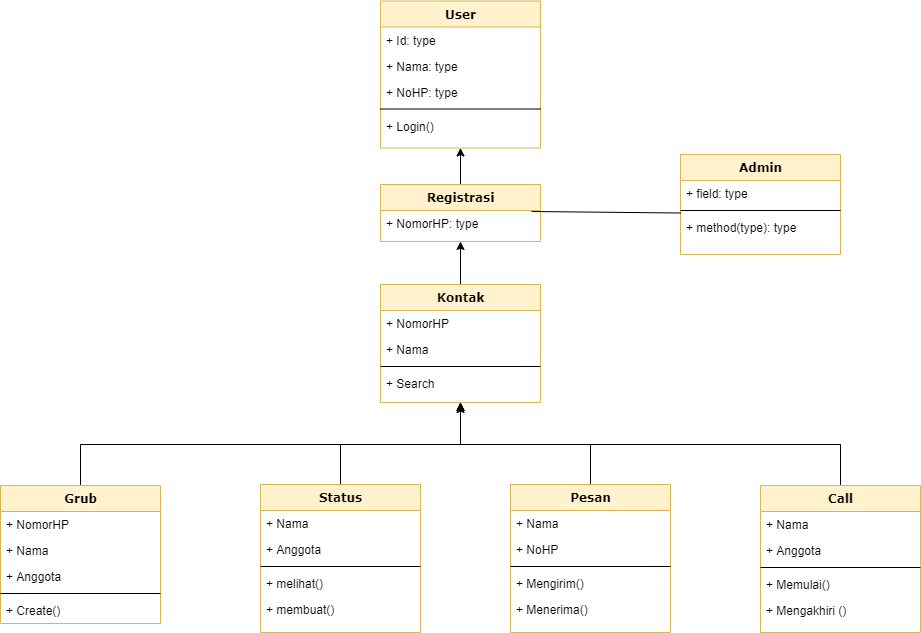 User
+ Id: type
+ Nama: type
+ NoHP: type
+ Login()
Registrasi
+ NomorHP: type
Admin
+ field: type
+ method(type): type
Kontak
+ NomorHP
+ Nama
+ Search
Grub
+ NomorHP
+ Nama
+ Anggota
+ Create()
Status
+ Nama
+ Anggota
+ melihat()
+ membuat()
Pesan
+ Nama
+ NoHP
+ Mengirim()
+ Menerima()
Call
+ Nama
+ Anggota
+ Memulai()
+ Mengakhiri ()